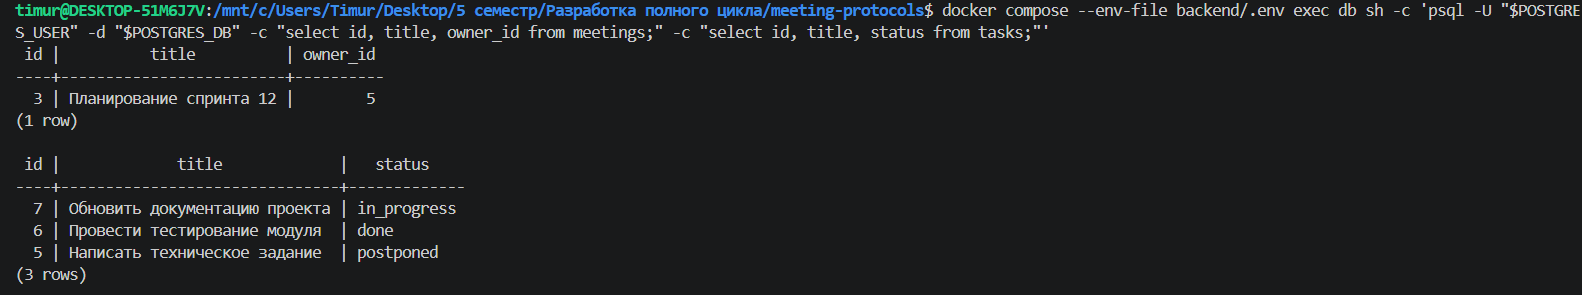 timur@DESKTOP-51M6J7V:/mnt/c/Users/Timur/Desktop/5 семестр/Разработка полного цикла/meeting-protocols$ docker compose --env-file backend/.env exec db sh -c 'psql -U "$POSTGRE
S_USER" -d "$POSTGRES_DB" -c "select id, title, owner_id from meetings;" -c "select id, title, status from tasks;"'
 id |          title          | owner_id
----+-------------------------+----------
  3 | Планирование спринта 12 |        5
(1 row)

 id |             title             |   status
----+-------------------------------+-------------
  7 | Обновить документацию проекта | in_progress
  6 | Провести тестирование модуля  | done
  5 | Написать техническое задание  | postponed
(3 rows)